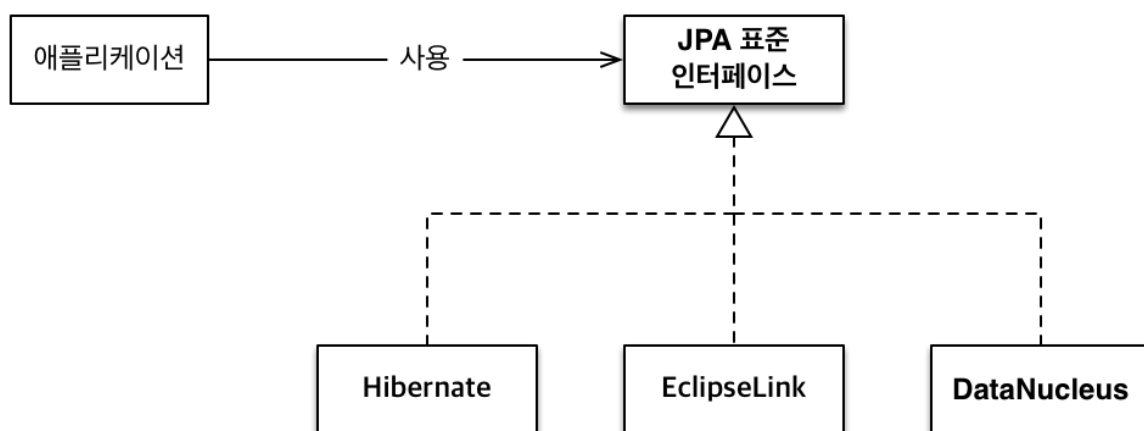 애플리케이션
사용
JPA 표준
인터페이스
Hibernate
EclipseLink
DataNucleus